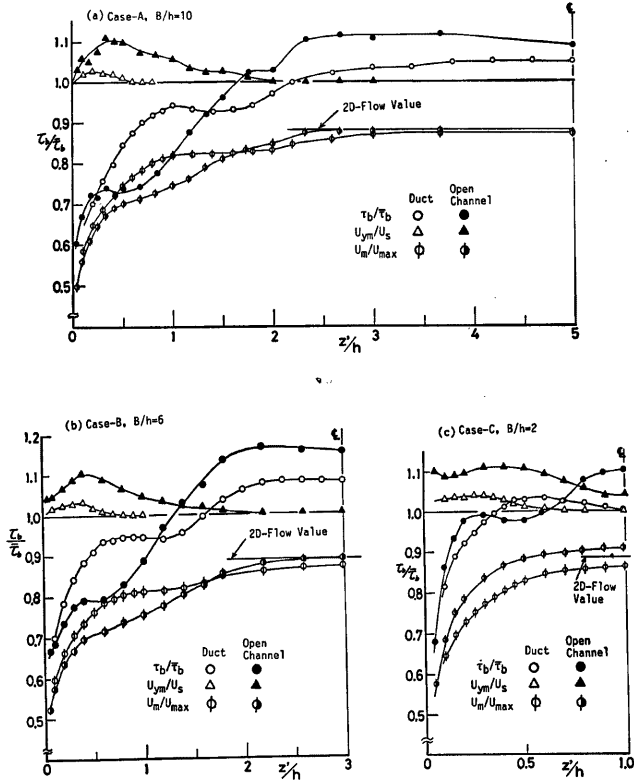 (a) Case-A, B/h=10
℄
1.1
1.0
0.9
0.8
0.7
0.6
0.5
τb/τ̄b
2D-Flow Value
Duct Open Channel
τb/τ̄b
Uym/Us
Um/Umax
0 1 2 3 4 5
z'/h
(b) Case-B, B/h=6
℄
1.2
1.1
1.0
0.9
0.8
0.7
0.6
0.5
τb/τ̄b
2D-Flow Value
Duct Open Channel
τb/τ̄b
Uym/Us
Um/Umax
0 1 2 3
z'/h
(c) Case-C, B/h=2
℄
1.1
1.0
0.9
0.8
0.7
0.6
0.5
0.4
τb/τ̄b
2D-Flow Value
Duct Open Channel
τb/τ̄b
Uym/Us
Um/Umax
0 0.5 1.0
z'/h